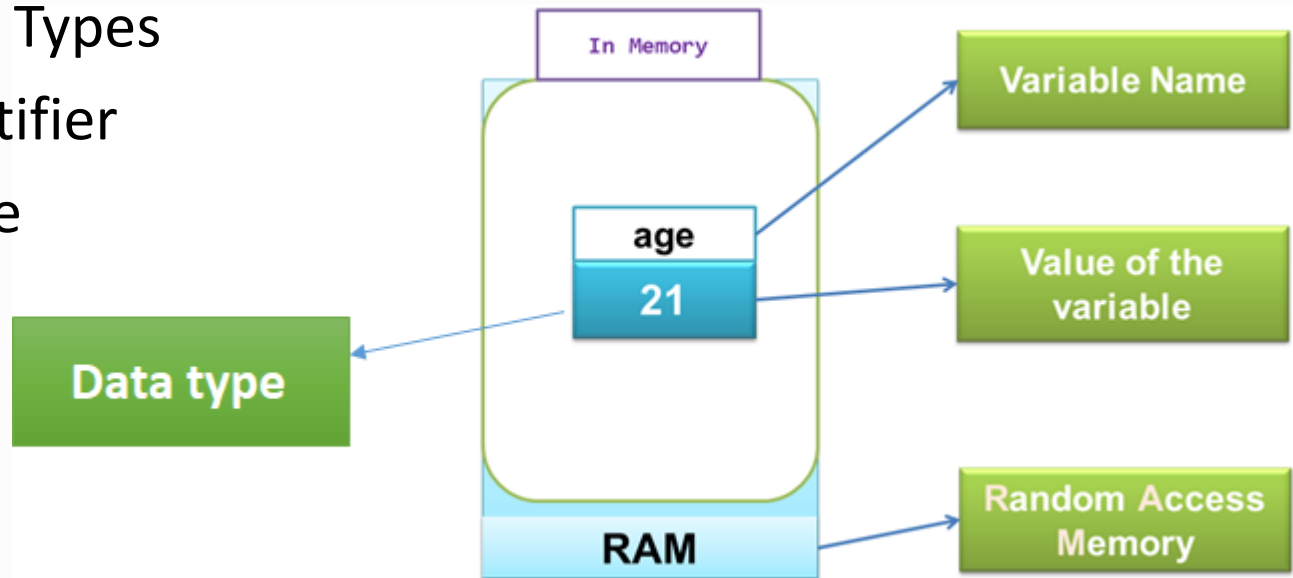 Types
tifier
e
In Memory
Variable Name
age
21
Value of the
variable
Data type
RAM
Random Access
Memory